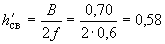 h′св = B/2f = 0,70/2·0,6 = 0,58